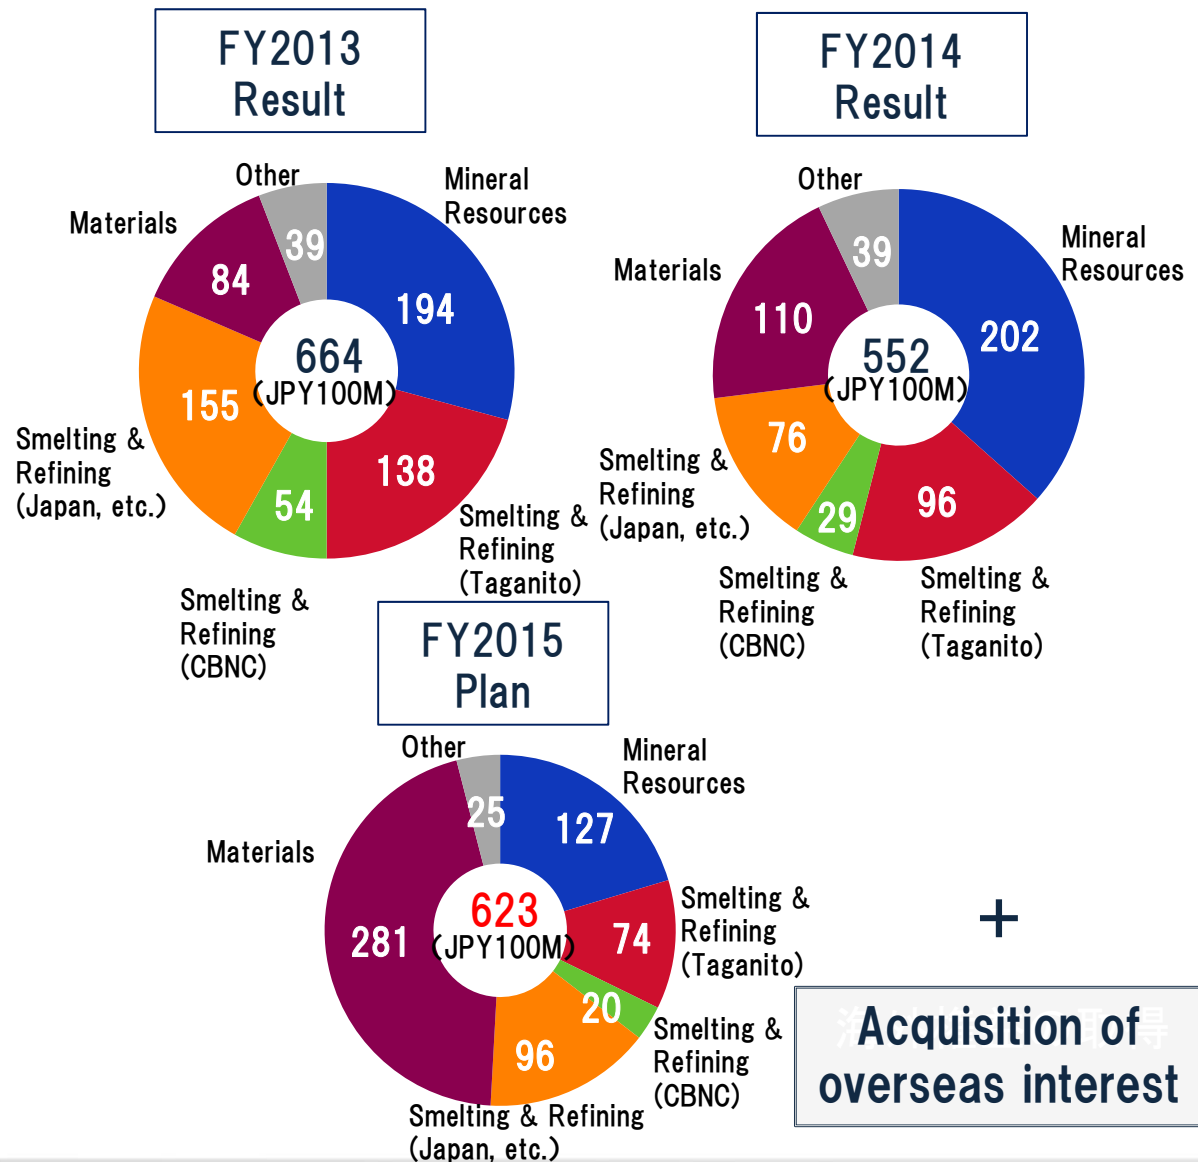 FY2013
Result
Other
Mineral
Resources
Materials
39
84
194
664
(JPY100M)
155
138
54
Smelting &
Refining
(Japan, etc.)
Smelting &
Refining
(Taganito)
Smelting &
Refining
(CBNC)
FY2014
Result
Other
Mineral
Resources
Materials
39
110
202
552
(JPY100M)
76
96
29
Smelting &
Refining
(Japan, etc.)
Smelting &
Refining
(CBNC)
Smelting &
Refining
(Taganito)
FY2015
Plan
Other
Mineral
Resources
Materials
25
127
623
(JPY100M)
281
74
20
96
Smelting &
Refining
(Taganito)
Smelting &
Refining
(CBNC)
Smelting & Refining
(Japan, etc.)
+
Acquisition of
overseas interest